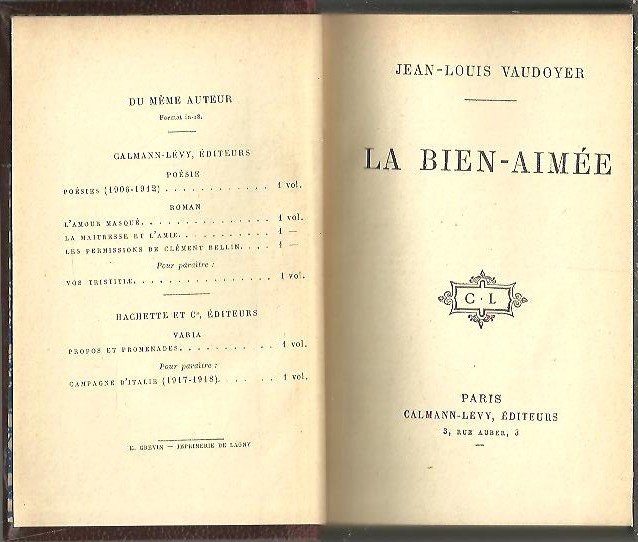 DU MÊME AUTEUR
Format in-18.
CALMANN-LÉVY, ÉDITEURS
POÉSIE
POÉSIES (1906-1912) . . . . . . . . . . . . 1 vol.
ROMAN
L'AMOUR MASQUÉ. . . . . . . . . . . . . . . 1 vol.
LA MAITRESSE ET L'AMIE. . . . . . . . . . . 1 —
LES PERMISSIONS DE CLÉMENT BELLIN. . . . 1 —
Pour paraître :
VOS TRISTITIÆ. . . . . . . . . . . . . . . . 1 vol.
HACHETTE ET Cie, ÉDITEURS
VARIA
PROPOS ET PROMENADES. . . . . . . . . . . 1 vol.
Pour paraître :
CAMPAGNE D'ITALIE (1917-1918). . . . . . 1 vol.
E. GREVIN — IMPRIMERIE DE LAGNY
JEAN-LOUIS VAUDOYER
LA BIEN-AIMÉE
C · L
PARIS
CALMANN-LÉVY, ÉDITEURS
3, RUE AUBER, 3